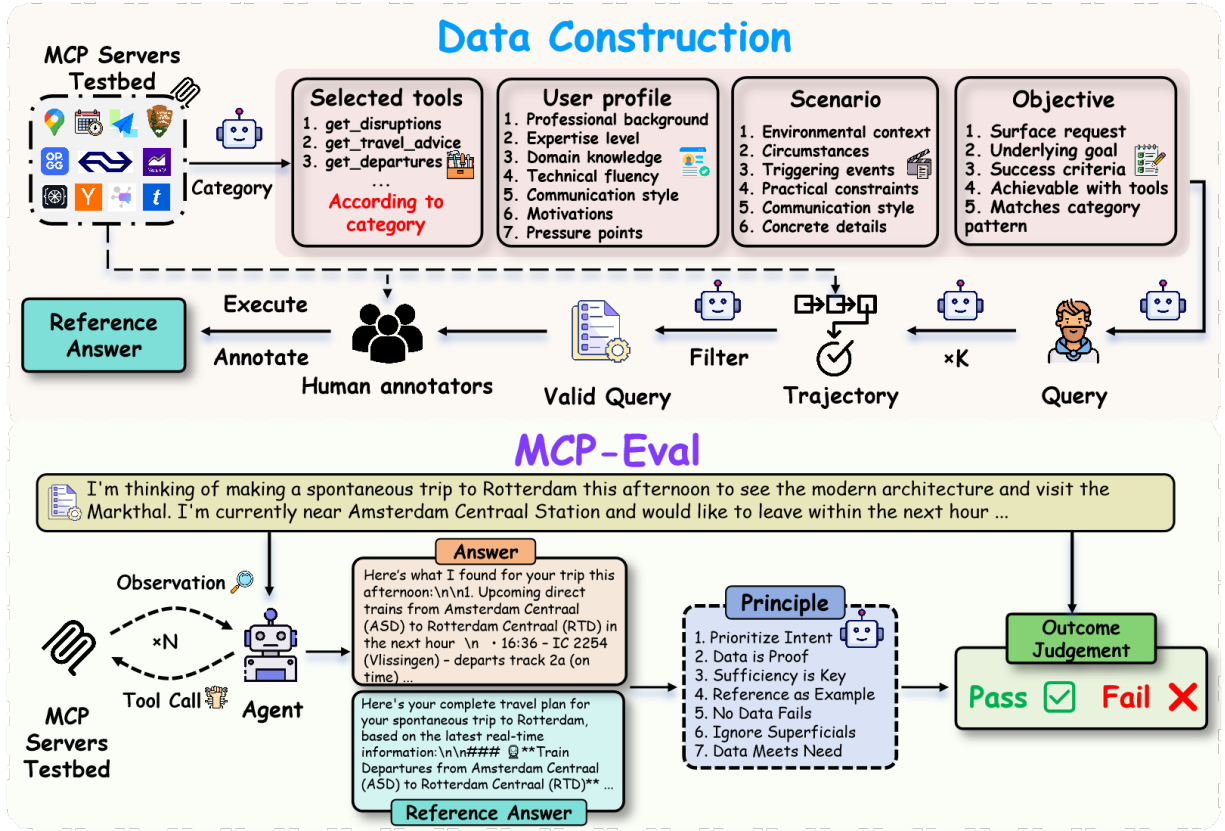 Data Construction
MCP Servers
Testbed
OP.
GG
Category
Selected tools
1. get_disruptions
2. get_travel_advice
3. get_departures
...
According to
category
User profile
1. Professional background
2. Expertise level
3. Domain knowledge
4. Technical fluency
5. Communication style
6. Motivations
7. Pressure points
Scenario
1. Environmental context
2. Circumstances
3. Triggering events
4. Practical constraints
5. Communication style
6. Concrete details
Objective
1. Surface request
2. Underlying goal
3. Success criteria
4. Achievable with tools
5. Matches category
pattern
Reference
Answer
Execute
Annotate
Human annotators
Valid Query
Filter
Trajectory
×K
Query
MCP-Eval
I'm thinking of making a spontaneous trip to Rotterdam this afternoon to see the modern architecture and visit the
Markthal. I'm currently near Amsterdam Centraal Station and would like to leave within the next hour ...
Observation
×N
Tool Call
MCP
Servers
Testbed
Agent
Answer
Here's what I found for your trip this
afternoon:\n\n1. Upcoming direct
trains from Amsterdam Centraal
(ASD) to Rotterdam Centraal (RTD) in
the next hour \n • 16:36 – IC 2254
(Vlissingen) – departs track 2a (on
time) ...
Here's your complete travel plan for
your spontaneous trip to Rotterdam,
based on the latest real-time
information:\n\n### **Train
Departures from Amsterdam Centraal
(ASD) to Rotterdam Centraal (RTD)** ...
Reference Answer
Principle
1. Prioritize Intent
2. Data is Proof
3. Sufficiency is Key
4. Reference as Example
5. No Data Fails
6. Ignore Superficials
7. Data Meets Need
Outcome
Judgement
Pass Fail